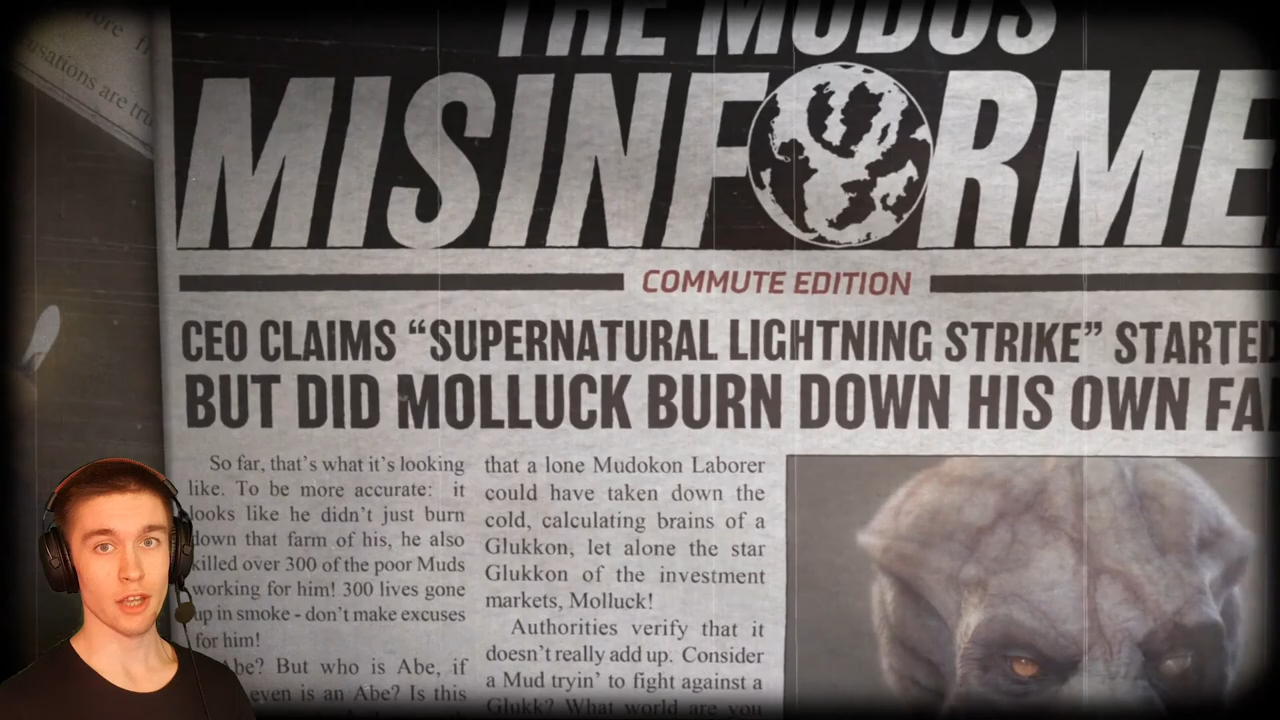 THE MODUS
MISINFORME
COMMUTE EDITION
CEO CLAIMS “SUPERNATURAL LIGHTNING STRIKE” STARTED
BUT DID MOLLUCK BURN DOWN HIS OWN FA
So far, that’s what it’s looking
like. To be more accurate: it
looks like he didn’t just burn
down that farm of his, he also
killed over 300 of the poor Muds
working for him! 300 lives gone
up in smoke - don’t make excuses
for him!
Abe? But who is Abe, if
even is an Abe? Is this
that a lone Mudokon Laborer
could have taken down the
cold, calculating brains of a
Glukkon, let alone the star
Glukkon of the investment
markets, Molluck!
Authorities verify that it
doesn’t really add up. Consider
a Mud tryin’ to fight against a
Glukk? What world are you